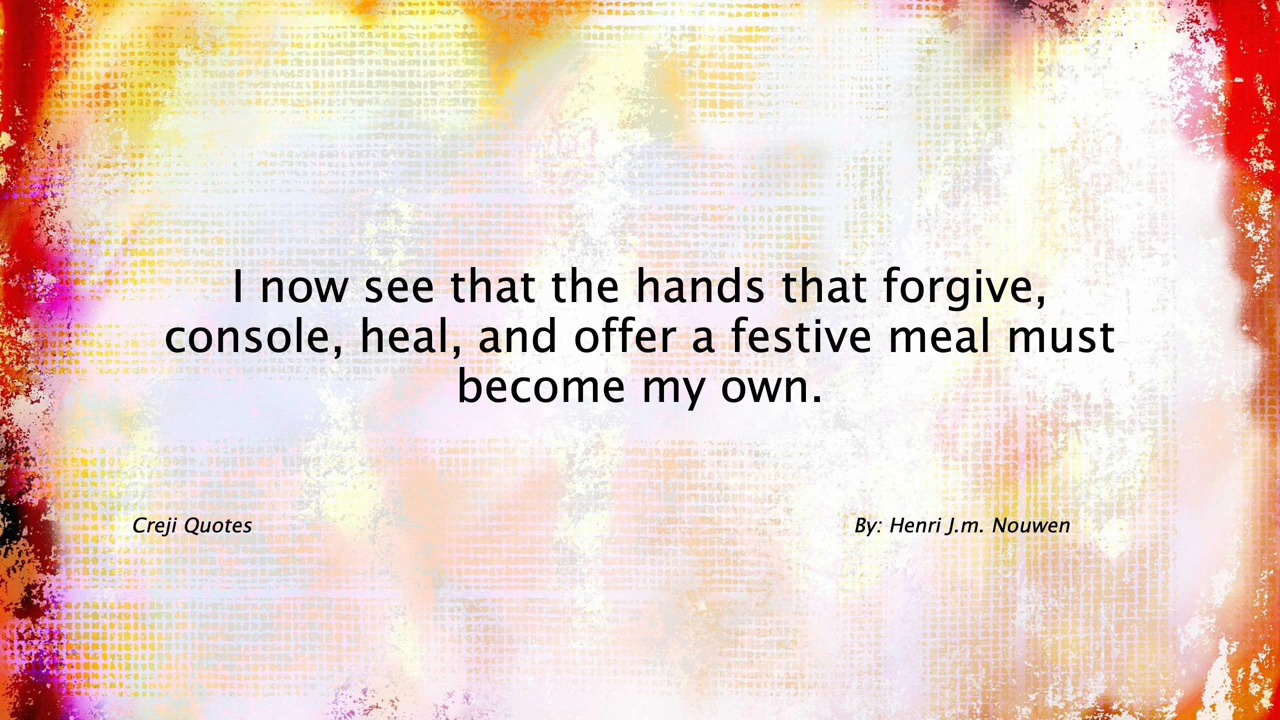 I now see that the hands that forgive,
console, heal, and offer a festive meal must
become my own.
Creji Quotes
By: Henri J.m. Nouwen